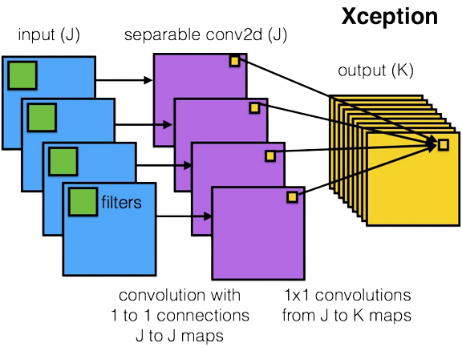 Xception
input (J)
separable conv2d (J)
output (K)
filters
convolution with
1 to 1 connections
J to J maps
1x1 convolutions
from J to K maps